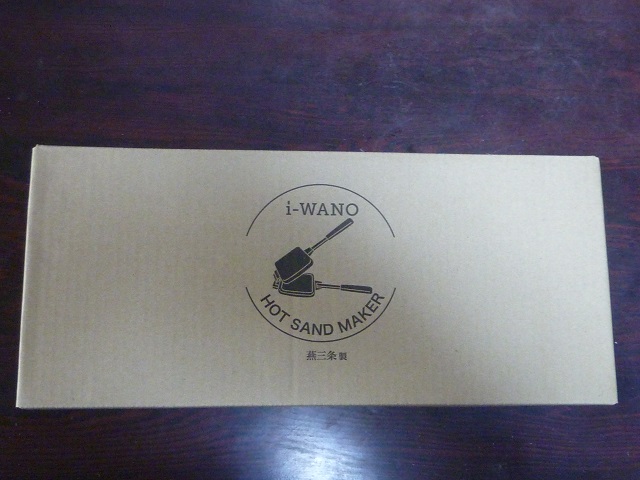 i-WANO
HOT SAND MAKER
燕三条 製